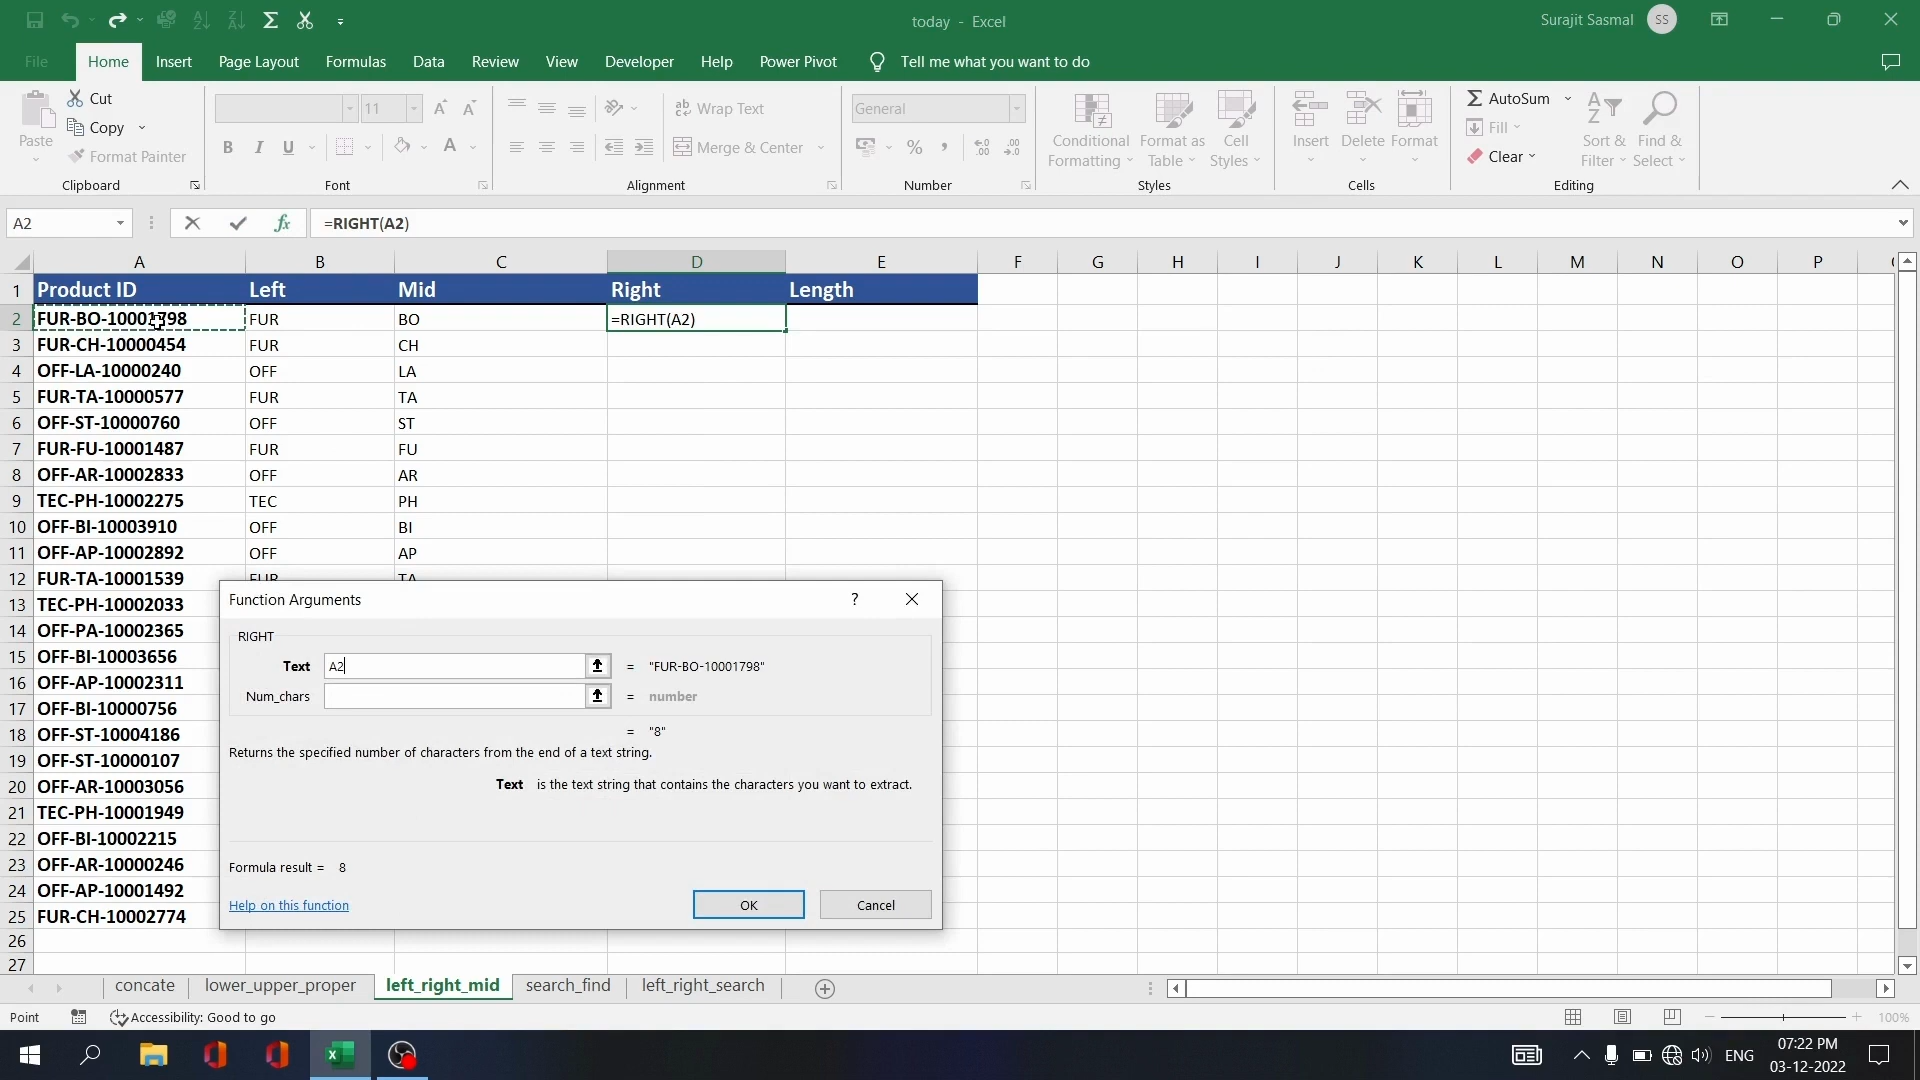 today - Excel
Surajit Sasmal
SS
File
Home
Insert
Page Layout
Formulas
Data
Review
View
Developer
Help
Power Pivot
Tell me what you want to do
Paste
Cut
Copy
Format Painter
Clipboard
11
B I U
Font
Wrap Text
Merge & Center
Alignment
General
Number
Conditional Formatting
Format as Table
Cell Styles
Styles
Insert
Delete
Format
Cells
AutoSum
Fill
Clear
Sort & Filter
Find & Select
Editing
A2
fx
=RIGHT(A2)
A B C D E F G H I J K L M N O P
1 Product ID Left Mid Right Length
2 FUR-BO-10001798 FUR BO =RIGHT(A2)
3 FUR-CH-10000454 FUR CH
4 OFF-LA-10000240 OFF LA
5 FUR-TA-10000577 FUR TA
6 OFF-ST-10000760 OFF ST
7 FUR-FU-10001487 FUR FU
8 OFF-AR-10002833 OFF AR
9 TEC-PH-10002275 TEC PH
10 OFF-BI-10003910 OFF BI
11 OFF-AP-10002892 OFF AP
12 FUR-TA-10001539 FUR TA
13 TEC-PH-10002033
14 OFF-PA-10002365
15 OFF-BI-10003656
16 OFF-AP-10002311
17 OFF-BI-10000756
18 OFF-ST-10004186
19 OFF-ST-10000107
20 OFF-AR-10003056
21 TEC-PH-10001949
22 OFF-BI-10002215
23 OFF-AR-10000246
24 OFF-AP-10001492
25 FUR-CH-10002774
26
27
Function Arguments
?
RIGHT
Text A2 = "FUR-BO-10001798"
Num_chars = number
= "8"
Returns the specified number of characters from the end of a text string.
Text is the text string that contains the characters you want to extract.
Formula result = 8
Help on this function
OK
Cancel
concate
lower_upper_proper
left_right_mid
search_find
left_right_search
Point
Accessibility: Good to go
100%
ENG
07:22 PM
03-12-2022